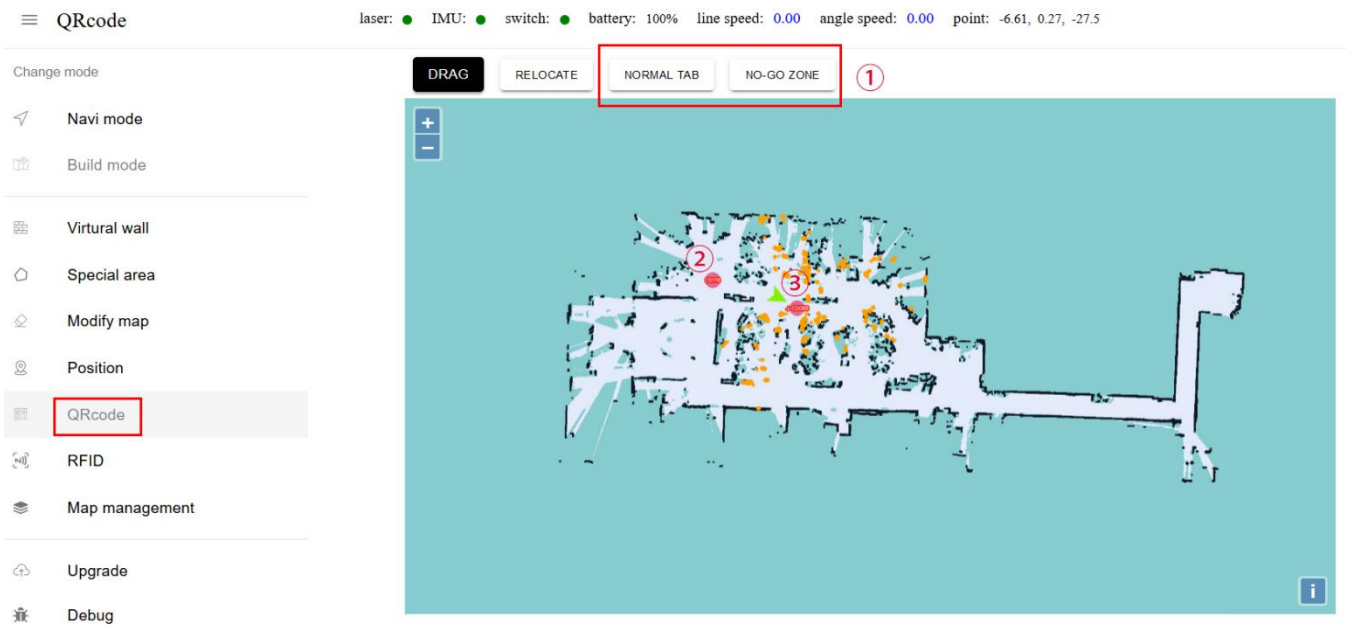 QRcode
laser: IMU: switch: battery: 100% line speed: 0.00 angle speed: 0.00 point: -6.61, 0.27, -27.5
Change mode
DRAG RELOCATE NORMAL TAB NO-GO ZONE ①
Navi mode
+
−
Build mode
Virtural wall
②
Special area
③
Modify map
Position
QRcode
RFID
Map management
Upgrade
i
Debug